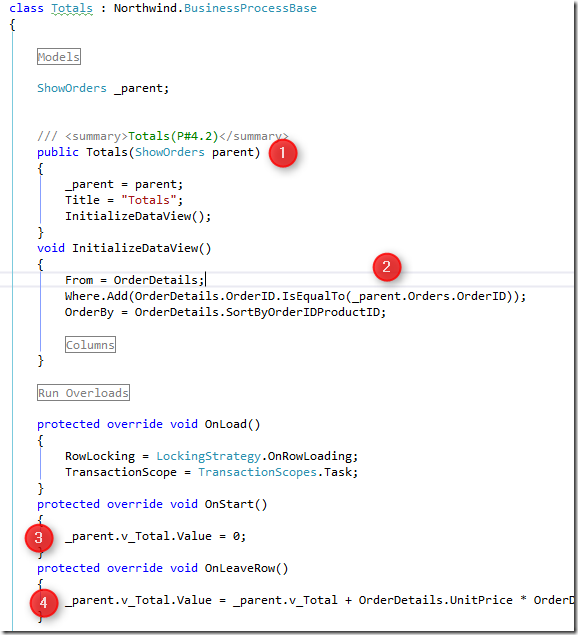 class Totals : Northwind.BusinessProcessBase
{
Models
ShowOrders _parent;
/// <summary>Totals(P#4.2)</summary>
public Totals(ShowOrders parent) 1
{
_parent = parent;
Title = "Totals";
InitializeDataView();
}
void InitializeDataView()
2
{
From = OrderDetails;
Where.Add(OrderDetails.OrderID.IsEqualTo(_parent.Orders.OrderID));
OrderBy = OrderDetails.SortByOrderIDProductID;
Columns
}
Run Overloads
protected override void OnLoad()
{
RowLocking = LockingStrategy.OnRowLoading;
TransactionScope = TransactionScopes.Task;
}
protected override void OnStart()
{
3 _parent.v_Total.Value = 0;
}
protected override void OnLeaveRow()
{
4 _parent.v_Total.Value = _parent.v_Total + OrderDetails.UnitPrice *
}